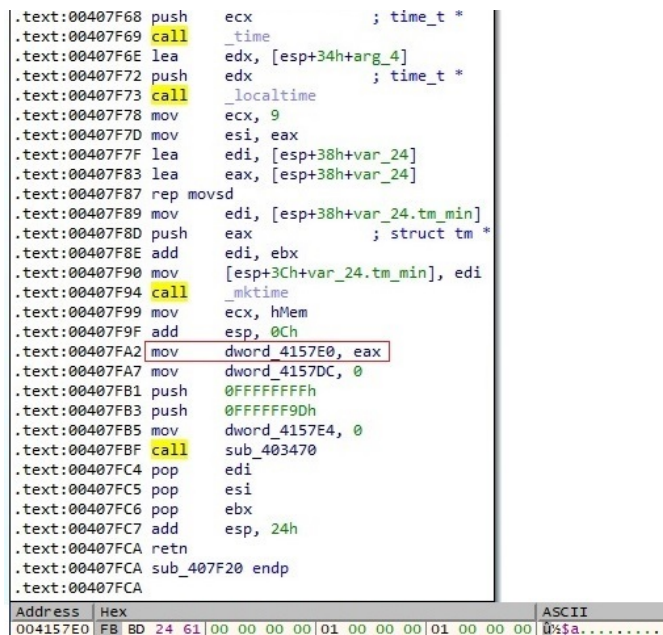 .text:00407F68 push ecx ; time_t *
.text:00407F69 call _time
.text:00407F6E lea edx, [esp+34h+arg_4]
.text:00407F72 push edx ; time_t *
.text:00407F73 call _localtime
.text:00407F78 mov ecx, 9
.text:00407F7D mov esi, eax
.text:00407F7F lea edi, [esp+38h+var_24]
.text:00407F83 lea eax, [esp+38h+var_24]
.text:00407F87 rep movsd
.text:00407F89 mov edi, [esp+38h+var_24.tm_min]
.text:00407F8D push eax ; struct tm *
.text:00407F8E add edi, ebx
.text:00407F90 mov [esp+3Ch+var_24.tm_min], edi
.text:00407F94 call _mktime
.text:00407F99 mov ecx, hMem
.text:00407F9F add esp, 0Ch
.text:00407FA2 mov dword_4157E0, eax
.text:00407FA7 mov dword_4157DC, 0
.text:00407FB1 push 0FFFFFFFFh
.text:00407FB3 push 0FFFFFF9Dh
.text:00407FB5 mov dword_4157E4, 0
.text:00407FBF call sub_403470
.text:00407FC4 pop edi
.text:00407FC5 pop esi
.text:00407FC6 pop ebx
.text:00407FC7 add esp, 24h
.text:00407FCA retn
.text:00407FCA sub_407F20 endp
.text:00407FCA
Address Hex ASCII
004157E0 FB BD 24 61 00 00 00 00 01 00 00 00 01 00 00 00 û½$a............